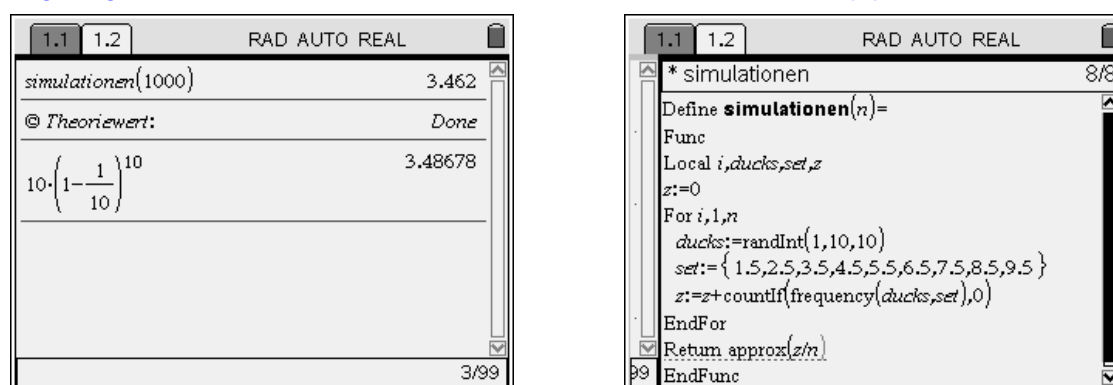 1.1 1.2 RAD AUTO REAL
simulationen(1000) 3.462
© Theoriewert: Done
10·(1-1/10)^10 3.48678
3/99
1.1 1.2 RAD AUTO REAL
* simulationen 8/8
Define simulationen(n)=
Func
Local i,ducks,set,z
z:=0
For i,1,n
ducks:=randInt(1,10,10)
set:={ 1.5,2.5,3.5,4.5,5.5,6.5,7.5,8.5,9.5 }
z:=z+countIf(frequency(ducks,set),0)
EndFor
Return approx(z/n)
99 EndFunc